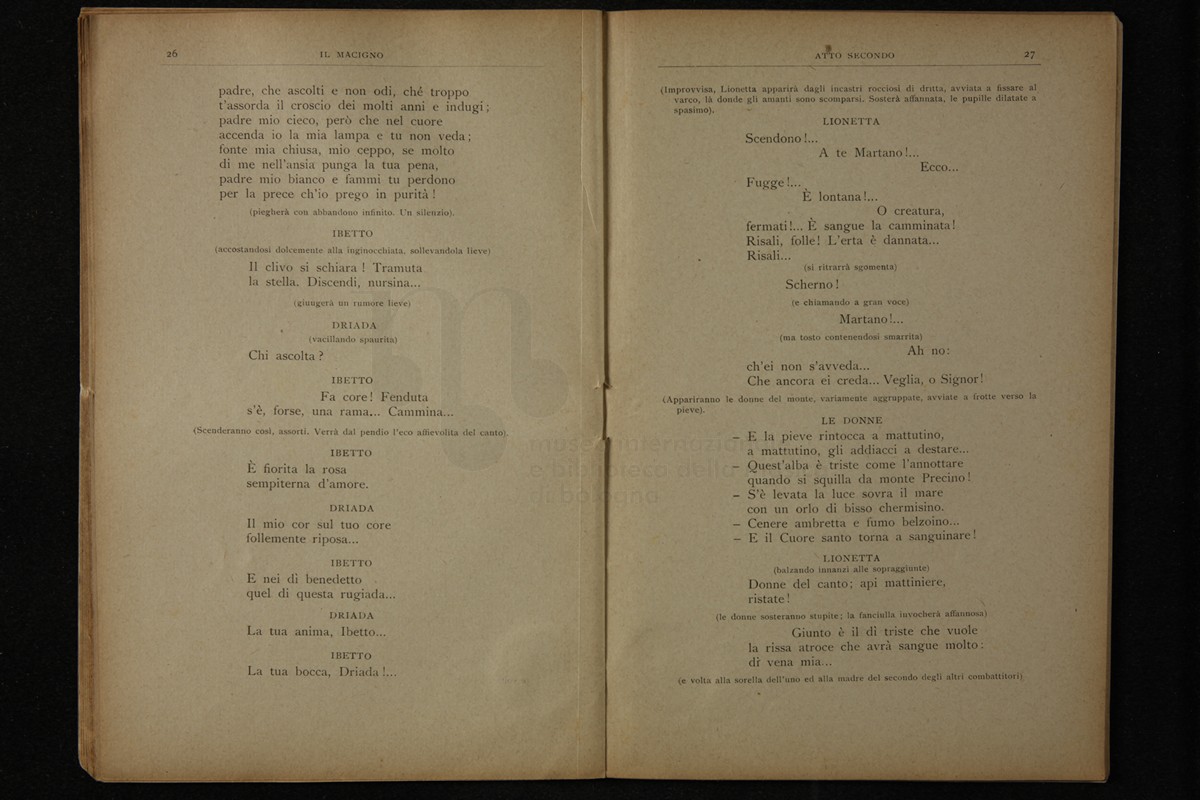 26
IL MACIGNO
padre, che ascolti e non odi, ché troppo
t'assorda il croscio dei molti anni e indugi;
padre mio cieco, però che nel cuore
accenda io la mia lampa e tu non veda;
fonte mia chiusa, mio ceppo, se molto
di me nell'ansia punga la tua pena,
padre mio bianco e fammi tu perdono
per la prece ch'io prego in purità!
(piegherà con abbandono infinito. Un silenzio).
IBETTO
(accostandosi dolcemente alla inginocchiata, sollevandola lieve)
Il clivo si schiara! Tramuta
la stella. Discendi, nursina...
(giungerà un rumore lieve)
DRIADA
(vacillando spaurita)
Chi ascolta?
IBETTO
Fa core! Fenduta
s'è, forse, una rama... Cammina...
(Scenderanno così, assorti. Verrà dal pendio l'eco affievolita del canto).
IBETTO
È fiorita la rosa
sempiterna d'amore.
DRIADA
Il mio cor sul tuo core
follemente riposa...
IBETTO
E nei dì benedetto
quel di questa rugiada...
DRIADA
La tua anima, Ibetto...
IBETTO
La tua bocca, Driada!...
ATTO SECONDO
27
(Improvvisa, Lionetta apparirà dagli incastri rocciosi di dritta, avviata a fissare al
varco, là donde gli amanti sono scomparsi. Sosterà affannata, le pupille dilatate a
spasimo).
LIONETTA
Scendono!...
A te Martano!...
Ecco...
Fugge!...
È lontana!...
O creatura,
fermati!... È sangue la camminata!
Risali, folle! L'erta è dannata...
Risali...
(si ritrarrà sgomenta)
Scherno!
(e chiamando a gran voce)
Martano!...
(ma tosto contenendosi smarrita)
Ah no:
ch'ei non s'avveda...
Che ancora ei creda... Veglia, o Signor!
(Appariranno le donne del monte, variamente aggruppate, avviate a frotte verso la
pieve).
LE DONNE
– E la pieve rintocca a mattutino,
a mattutino, gli addiacci a destare...
– Quest'alba è triste come l'annottare
quando si squilla da monte Precino!
– S'è levata la luce sovra il mare
con un orlo di bisso chermisino.
– Cenere ambretta e fumo belzoino...
– E il Cuore santo torna a sanguinare!
LIONETTA
(balzando innanzi alle sopraggiunte)
Donne del canto; api mattiniere,
ristate!
(le donne sosteranno stupite; la fanciulla invocherà affannosa)
Giunto è il dì triste che vuole
la rissa atroce che avrà sangue molto:
di vena mia...
(e volta alla sorella dell'uno ed alla madre del secondo degli altri combattitori)
museo internazion
e biblioteca della
di bologna